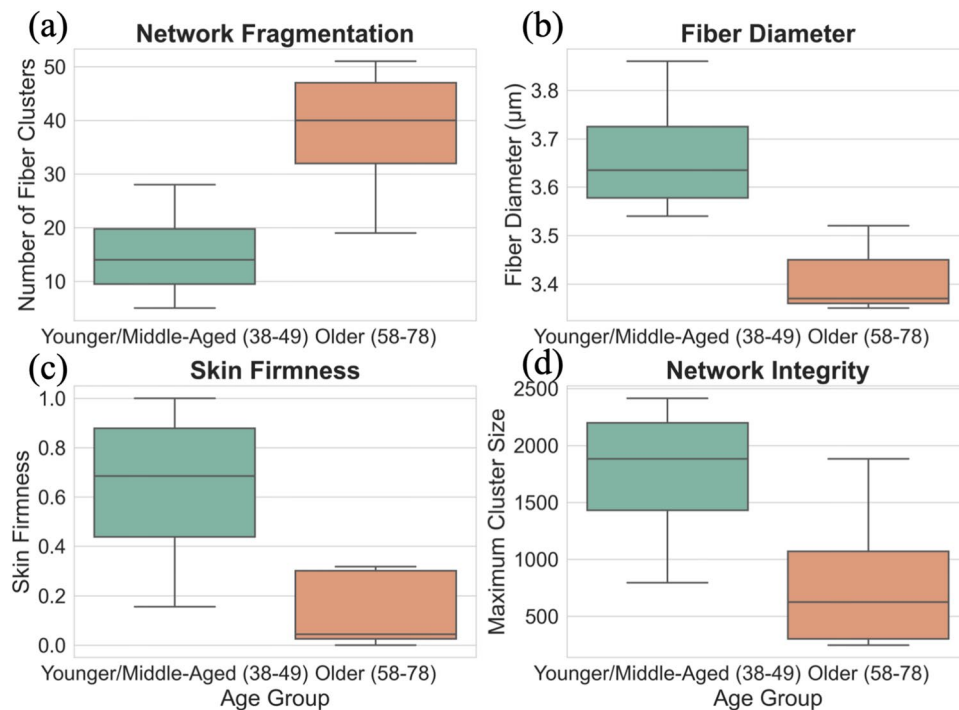 (a)
Network Fragmentation
Number of Fiber Clusters
50
40
30
20
10
Younger/Middle-Aged (38-49) Older (58-78)
(b)
Fiber Diameter
Fiber Diameter (μm)
3.8
3.7
3.6
3.5
3.4
Younger/Middle-Aged (38-49) Older (58-78)
(c)
Skin Firmness
Skin Firmness
1.0
0.8
0.6
0.4
0.2
0.0
Younger/Middle-Aged (38-49) Older (58-78)
Age Group
(d)
Network Integrity
Maximum Cluster Size
2500
2000
1500
1000
500
Younger/Middle-Aged (38-49) Older (58-78)
Age Group